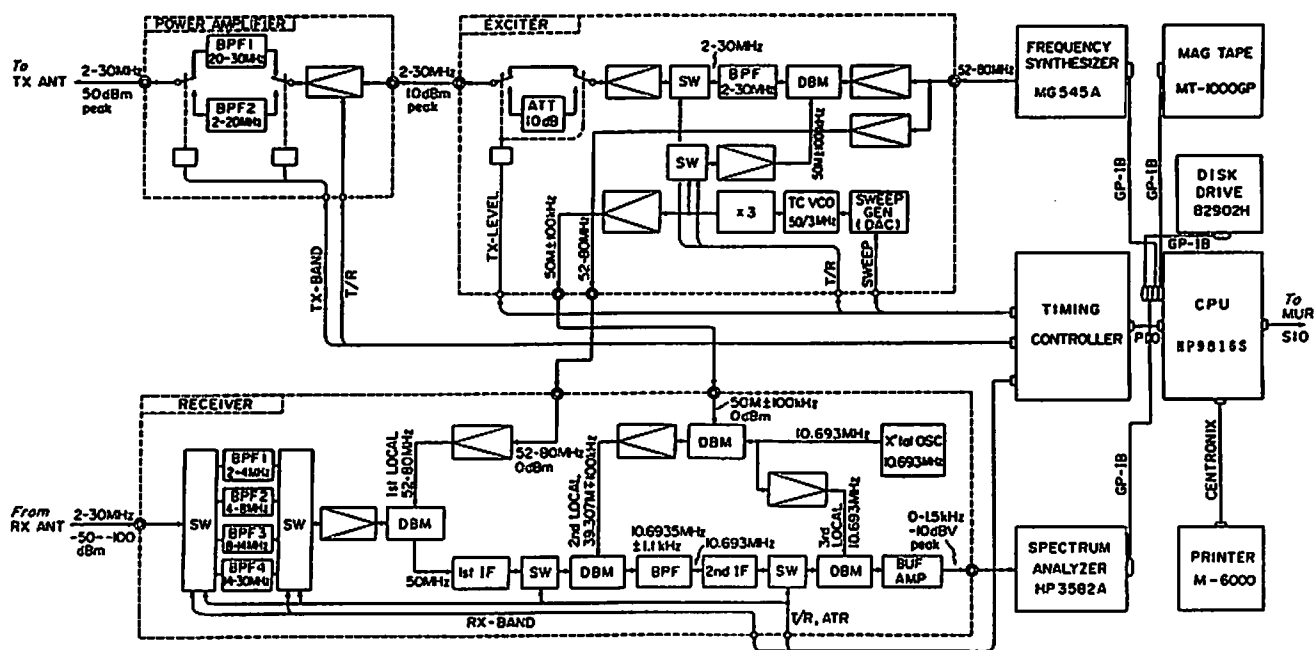 POWER AMPLIFIER
To
TX ANT
2-30MHz
50dBm
peak
BPF1
20-30MHz
BPF2
2-20MHz
2-30MHz
10dBm
peak
TX-BAND
T/R
EXCITER
ATT
10dB
SW
2-30MHz
BPF
2-30MHz
DBM
52-80MHz
50M±100kHz
SW
×3
TC VCO
50/3MHz
SWEEP
GEN
(DAC)
50M±100kHz
52-80MHz
TX-LEVEL
T/R
SWEEP
FREQUENCY
SYNTHESIZER
MG545A
MAG TAPE
MT-1000GP
GP-IB
GP-IB
DISK
DRIVE
82902H
GP-IB
TIMING
CONTROLLER
CPU
HP9816S
To
MUR
SIO
GP-IB
CENTRONIX
SPECTRUM
ANALYZER
HP3582A
PRINTER
M-6000
RECEIVER
From
RX ANT
2-30MHz
-50~-100
dBm
SW
BPF1
2-4MHz
BPF2
4-8MHz
BPF3
8-14MHz
BPF4
14-30MHz
SW
1st LOCAL
52-80MHz
DBM
50MHz
52-80MHz
0dBm
50M±100kHz
0dBm
DBM
10.693MHz
X'tal OSC
10.693MHz
2nd LOCAL
39.307M∓100kHz
3rd
LOCAL
10.693MHz
1st IF
SW
DBM
10.6935MHz
±1.1kHz
BPF
10.693MHz
2nd IF
SW
DBM
BUF
AMP
0-1.5kHz
-10dBV
peak
RX-BAND
T/R, ATR